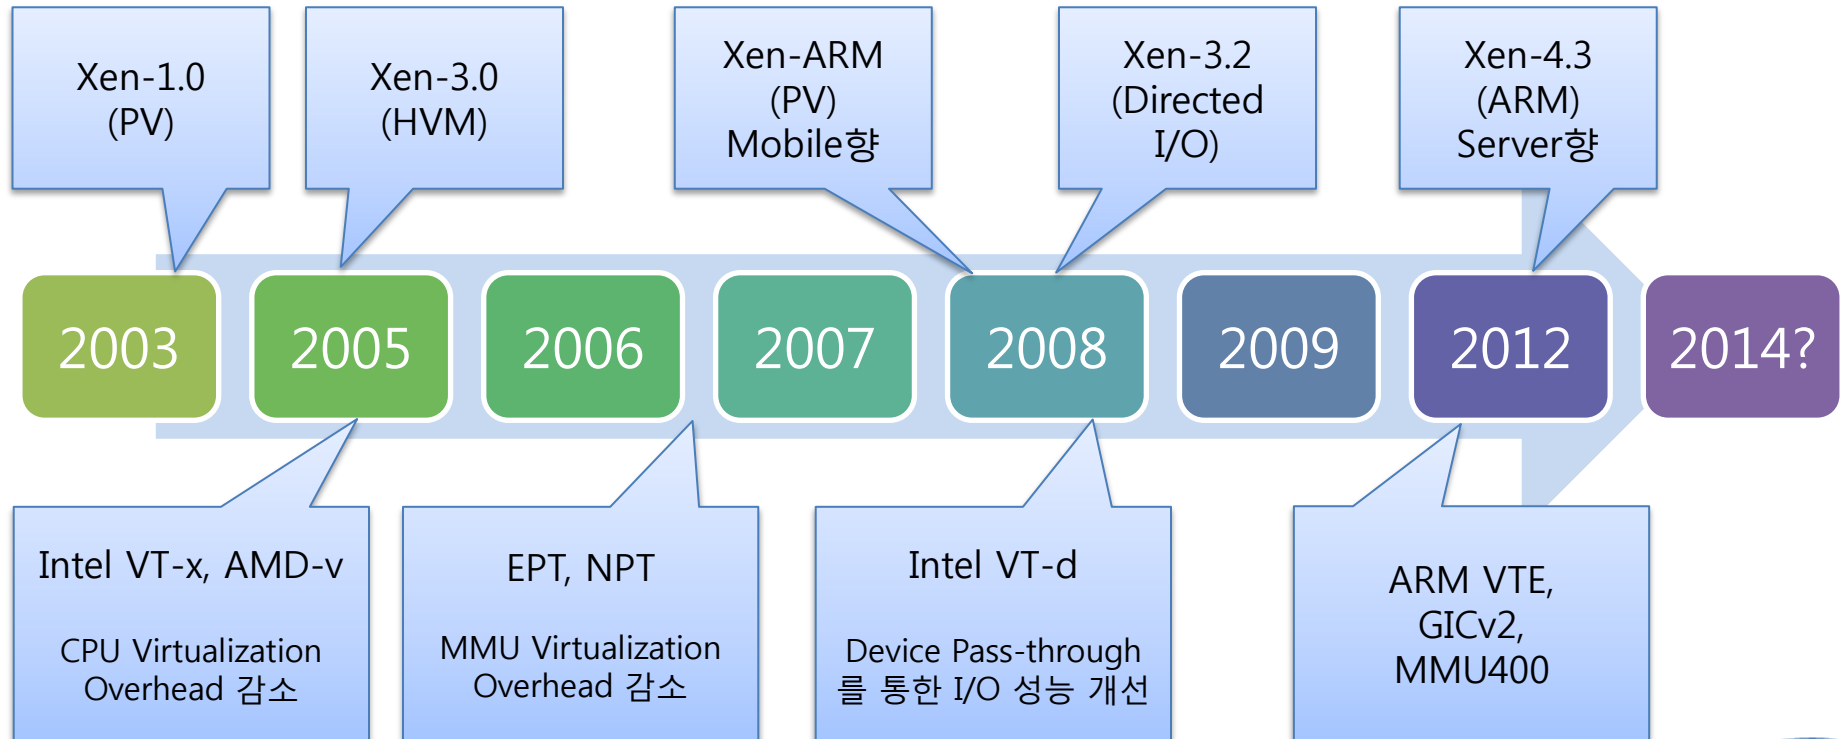 Xen-1.0
(PV)
Xen-3.0
(HVM)
Xen-ARM
(PV)
Mobile향
Xen-3.2
(Directed
I/O)
Xen-4.3
(ARM)
Server향
2003
2005
2006
2007
2008
2009
2012
2014?
Intel VT-x, AMD-v
CPU Virtualization
Overhead 감소
EPT, NPT
MMU Virtualization
Overhead 감소
Intel VT-d
Device Pass-through
를 통한 I/O 성능 개선
ARM VTE,
GICv2,
MMU400